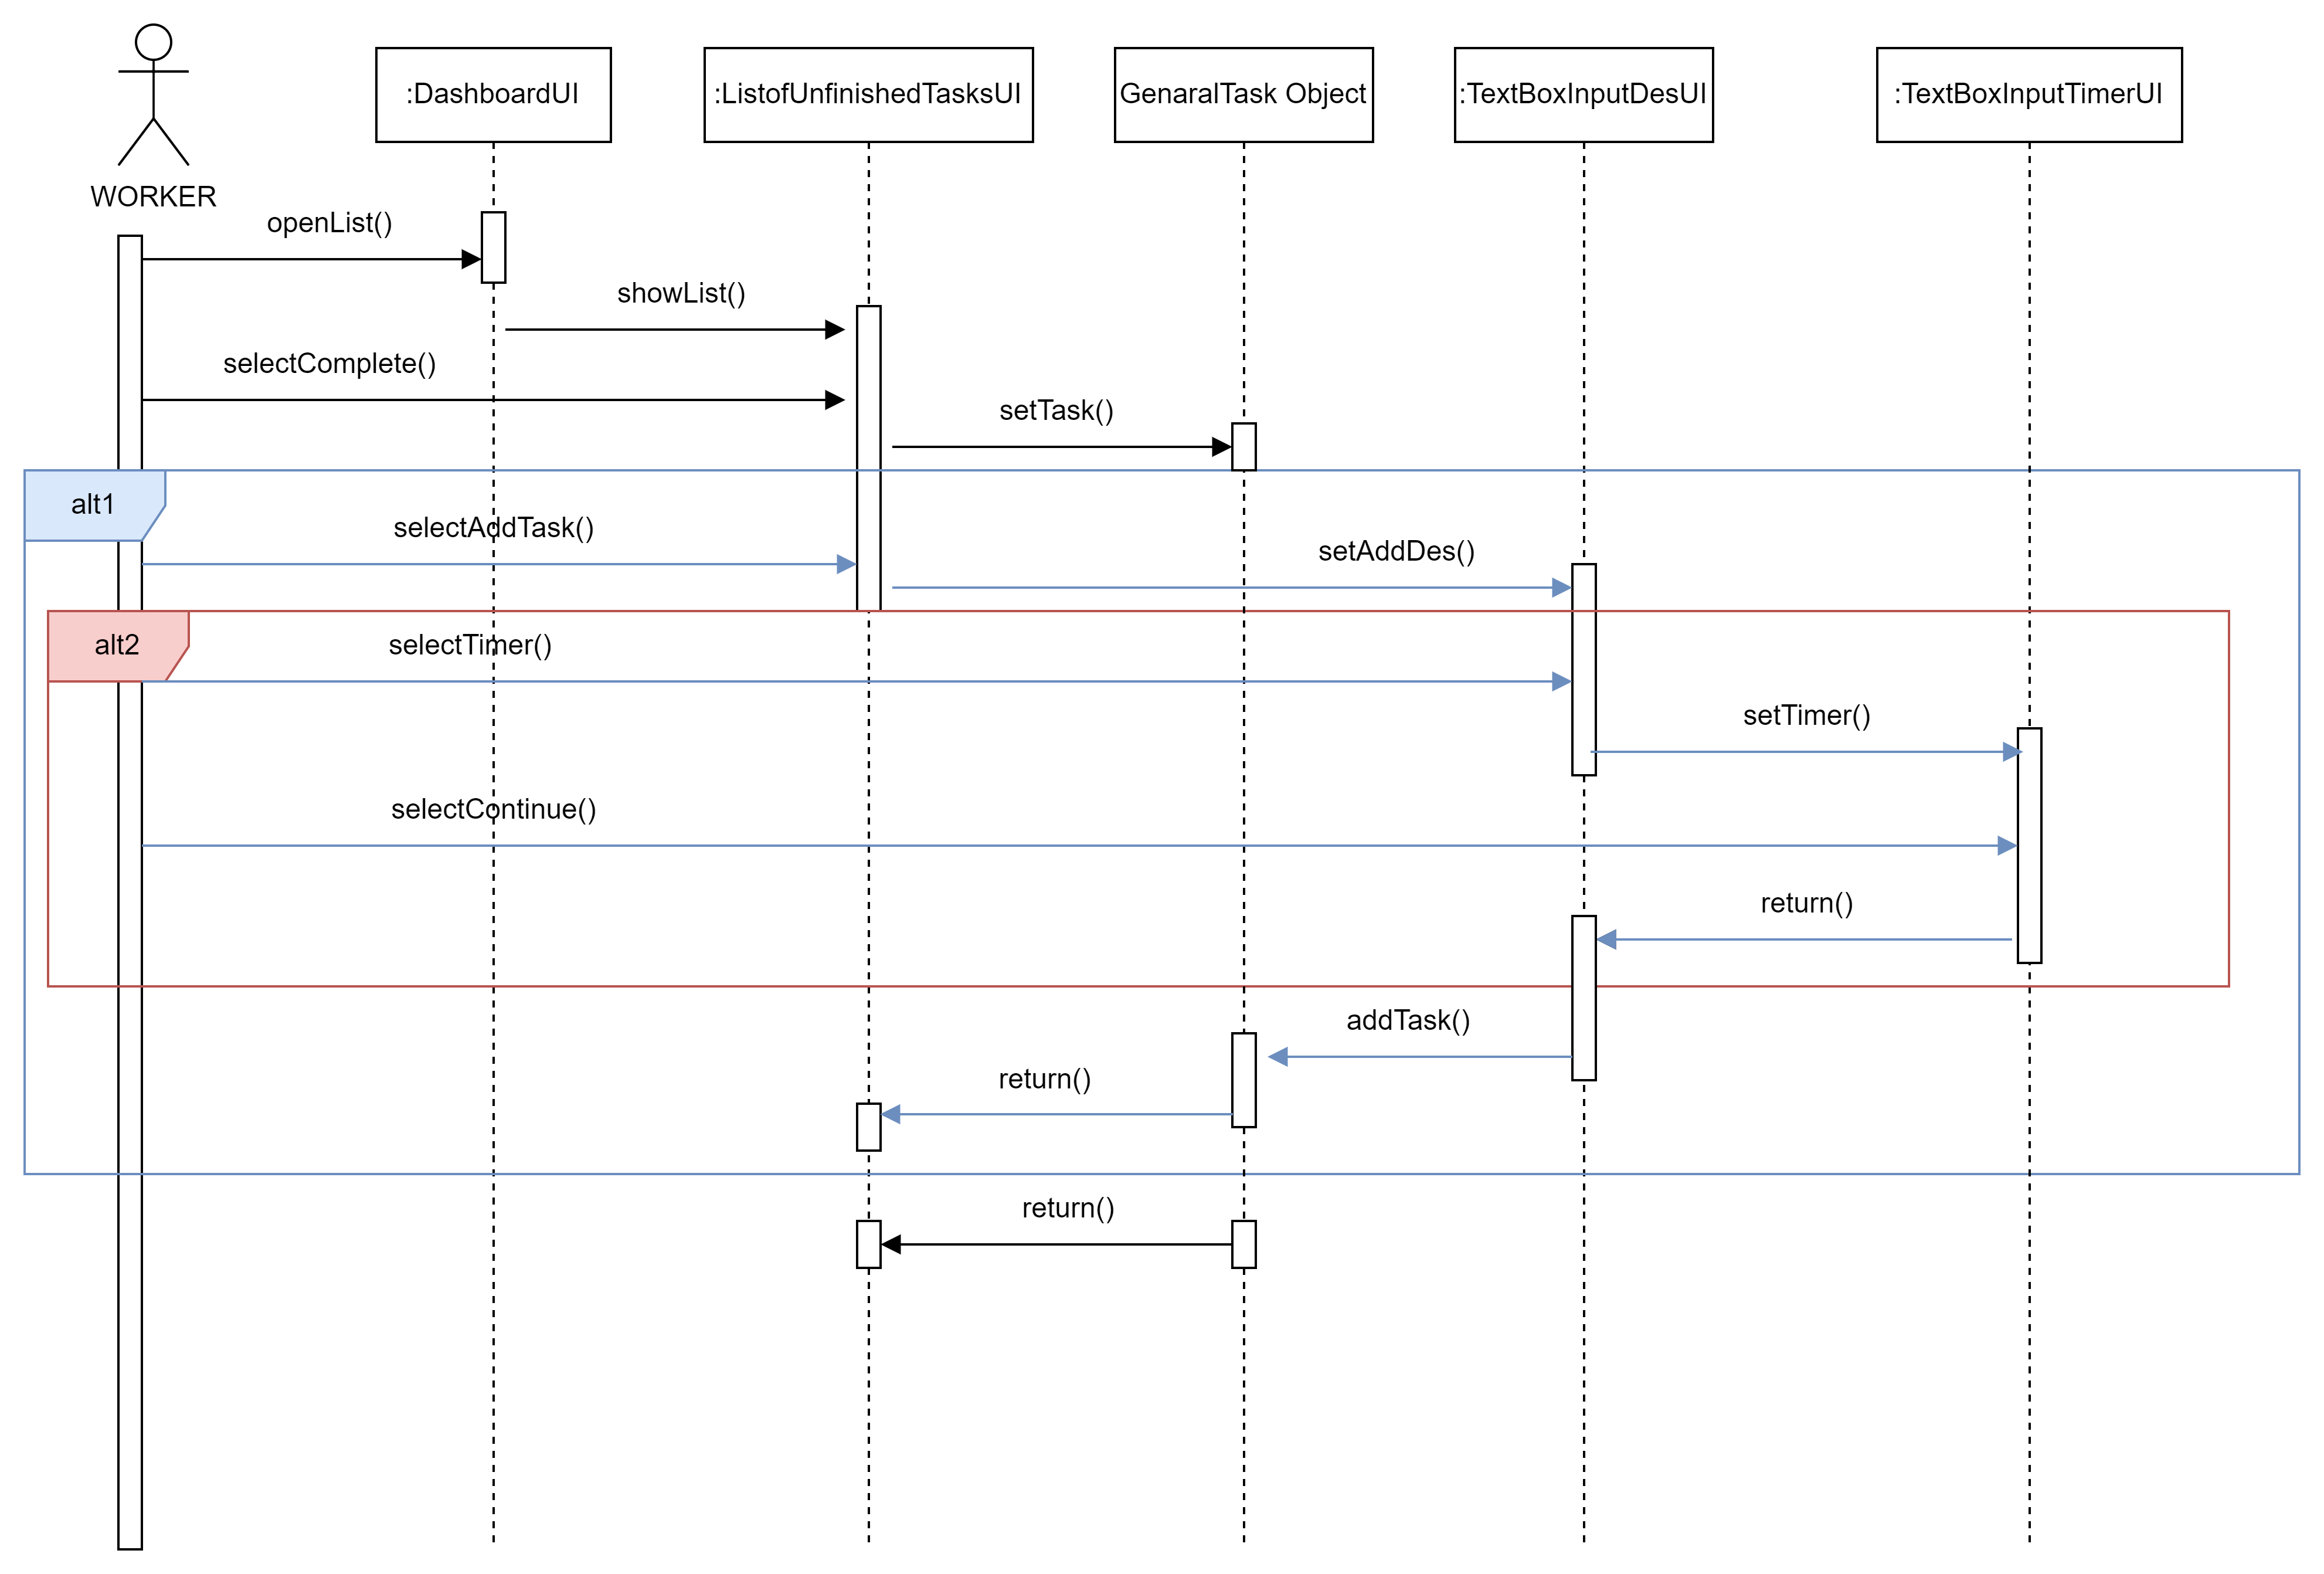 :DashboardUI
:ListofUnfinishedTasksUI
GenaralTask Object
:TextBoxInputDesUI
:TextBoxInputTimerUI
WORKER
openList()
showList()
selectComplete()
setTask()
alt1
selectAddTask()
setAddDes()
alt2
selectTimer()
setTimer()
selectContinue()
return()
addTask()
return()
return()